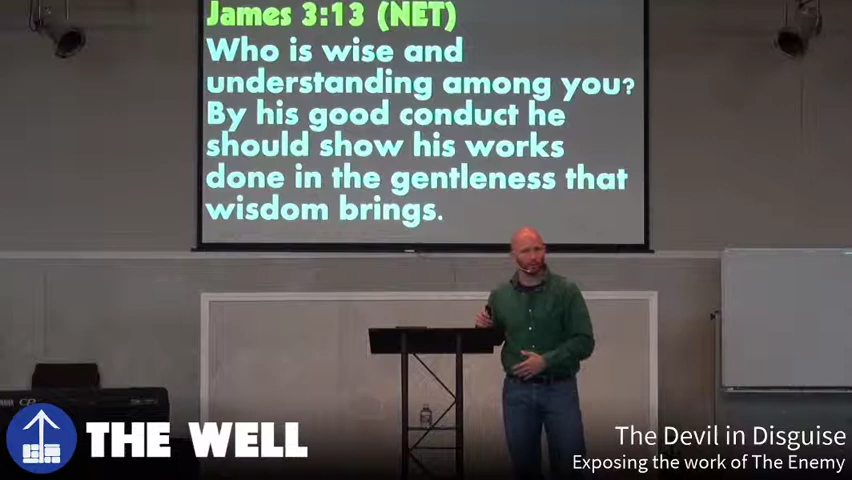 James 3:13 (NET)
Who is wise and
understanding among you?
By his good conduct he
should show his works
done in the gentleness that
wisdom brings.
THE WELL
The Devil in Disguise
Exposing the work of The Enemy